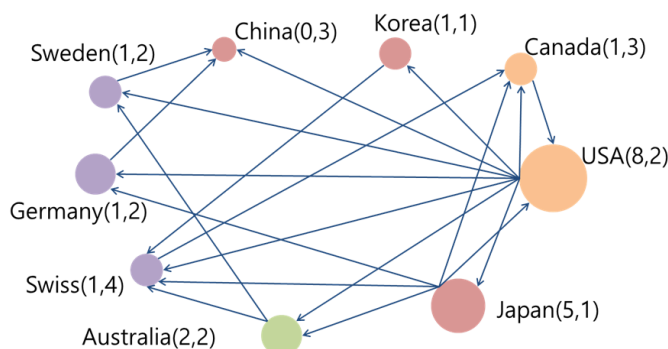 Korea(1,1)
China(0,3)
Canada(1,3)
Sweden(1,2)
USA(8,2)
Germany(1,2)
Swiss(1,4)
Japan(5,1)
Australia(2,2)